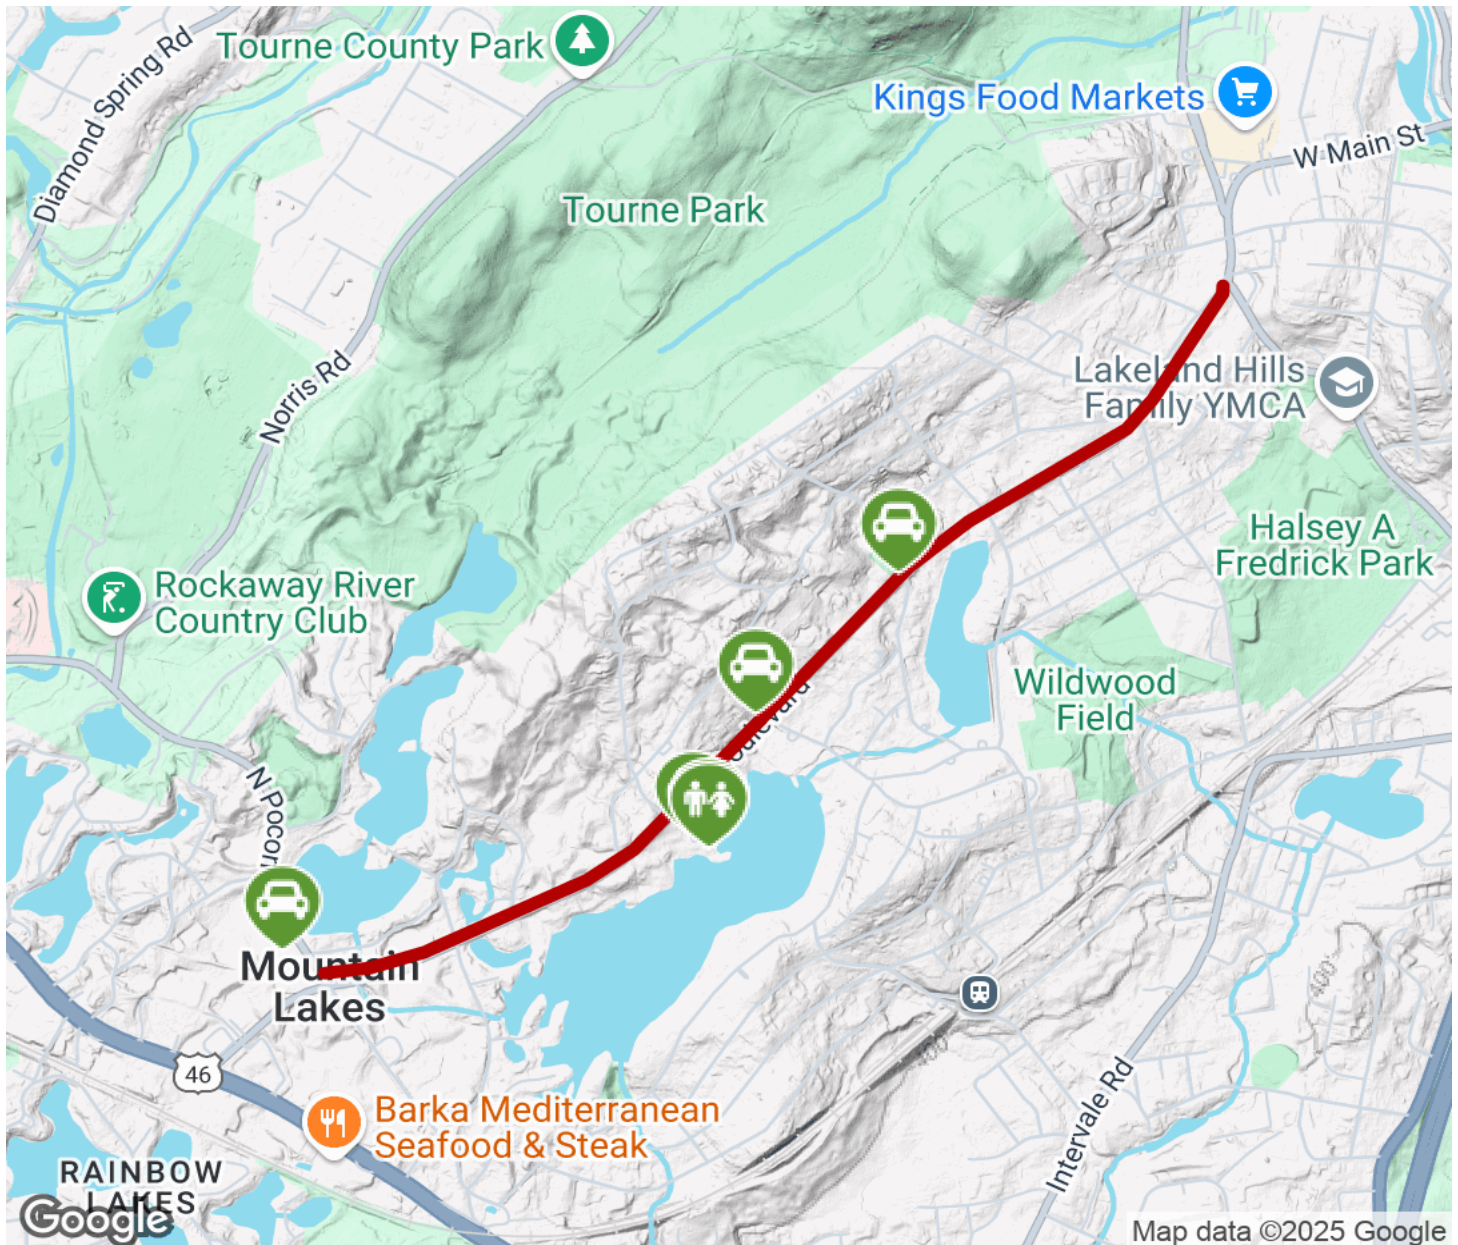 Diamond Spring Rd
Tourne County Park
Kings Food Markets
W Main St
Tourne Park
Norris Rd
Lakeland Hills
Family YMCA
Halsey A
Fredrick Park
Rockaway River
Country Club
Wildwood
Field
oulevard
N Pocon
Mountain
Lakes
46
Barka Mediterranean
Seafood & Steak
Intervale Rd
RAINBOW
LAKES
Google
Map data ©2025 Google